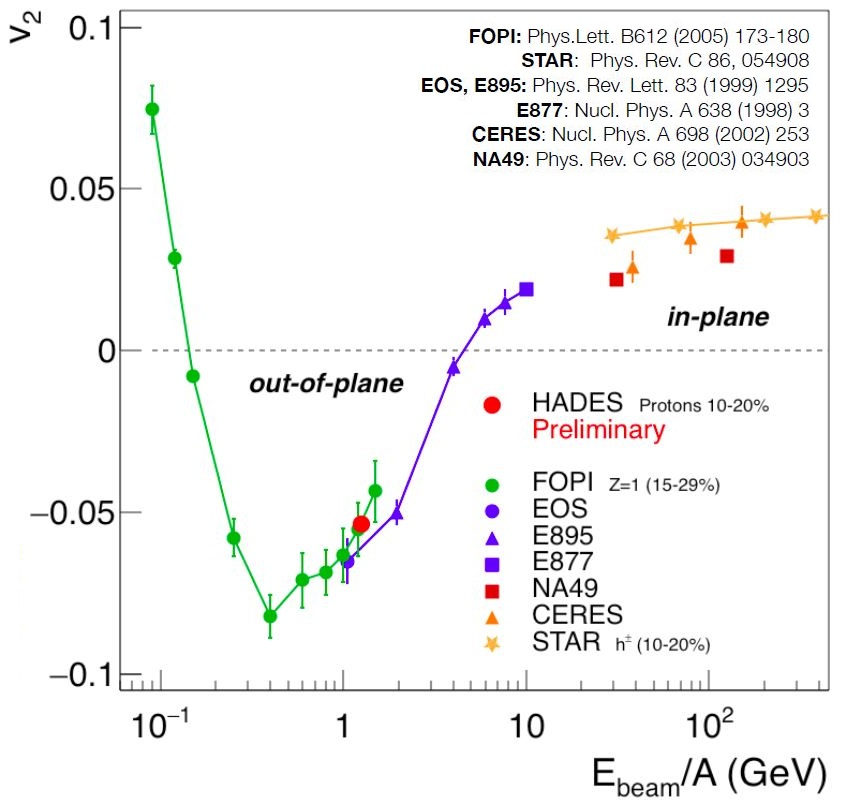 v₂
0.1
0.05
0
−0.05
−0.1
FOPI: Phys.Lett. B612 (2005) 173-180
STAR: Phys. Rev. C 86, 054908
EOS, E895: Phys. Rev. Lett. 83 (1999) 1295
E877: Nucl. Phys. A 638 (1998) 3
CERES: Nucl. Phys. A 698 (2002) 253
NA49: Phys. Rev. C 68 (2003) 034903
in-plane
out-of-plane
HADES Protons 10-20%
Preliminary
FOPI Z=1 (15-29%)
EOS
E895
E877
NA49
CERES
STAR h± (10-20%)
10⁻¹ 1 10 10²
E_beam/A (GeV)